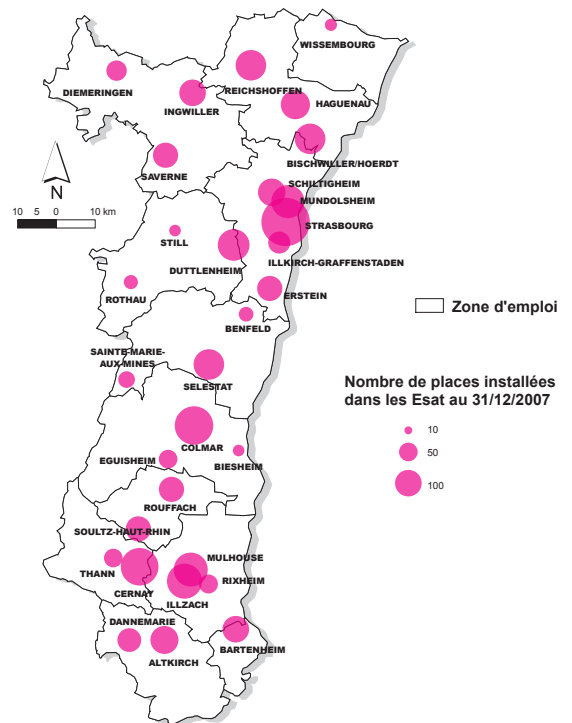 WISSEMBOURG
DIEMERINGEN
REICHSHOFFEN
INGWILLER
HAGUENAU
BISCHWILLER/HOERDT
SAVERNE
N
10 5 0 10 km
SCHILTIGHEIM
MUNDOLSHEIM
STRASBOURG
STILL
DUTTLENHEIM
ILLKIRCH-GRAFFENSTADEN
ROTHAU
ERSTEIN
BENFELD
Zone d'emploi
SAINTE-MARIE-
AUX-MINES
SELESTAT
Nombre de places installées
dans les Esat au 31/12/2007
10
50
100
COLMAR
EGUISHEIM
BIESHEIM
ROUFFACH
SOULTZ-HAUT-RHIN
MULHOUSE
THANN
RIXHEIM
CERNAY
ILLZACH
DANNEMARIE
BARTENHEIM
ALTKIRCH